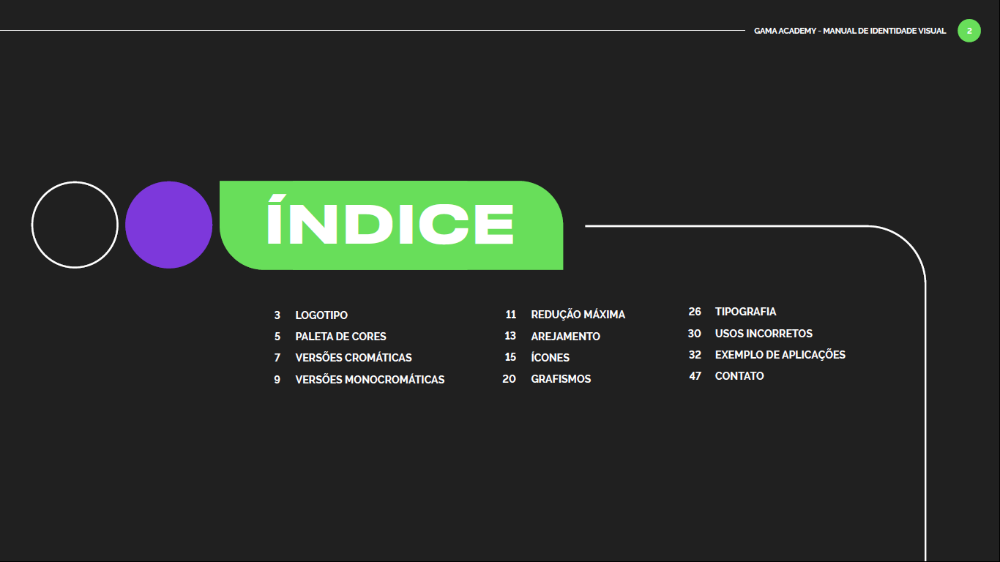 GAMA ACADEMY - MANUAL DE IDENTIDADE VISUAL 2
ÍNDICE
3 LOGOTIPO
5 PALETA DE CORES
7 VERSÕES CROMÁTICAS
9 VERSÕES MONOCROMÁTICAS
11 REDUÇÃO MÁXIMA
13 AREJAMENTO
15 ÍCONES
20 GRAFISMOS
26 TIPOGRAFIA
30 USOS INCORRETOS
32 EXEMPLO DE APLICAÇÕES
47 CONTATO